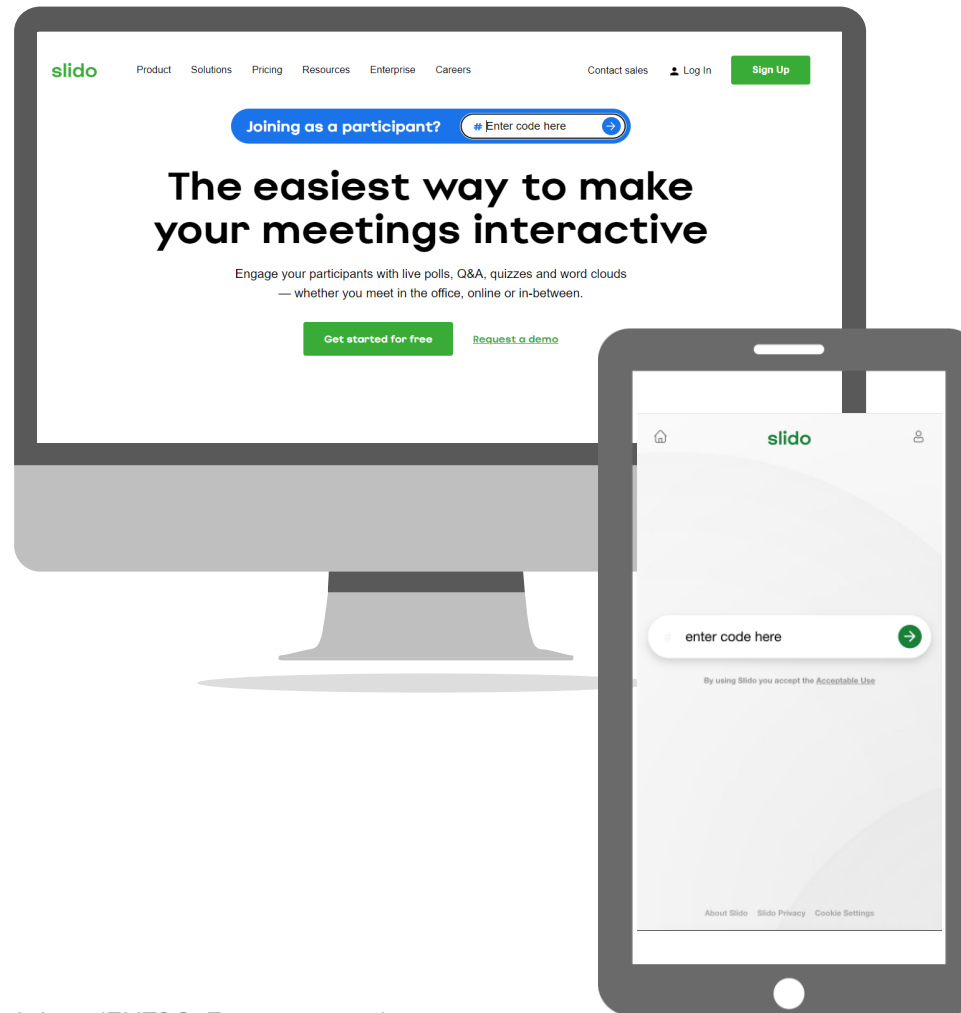 slido Product Solutions Pricing Resources Enterprise Careers Contact sales Log In Sign Up
Joining as a participant? # Enter code here
The easiest way to make
your meetings interactive
Engage your participants with live polls, Q&A, quizzes and word clouds
— whether you meet in the office, online or in-between.
Get started for free Request a demo
slido
# enter code here
By using Slido you accept the Acceptable Use
About Slido Slido Privacy Cookie Settings